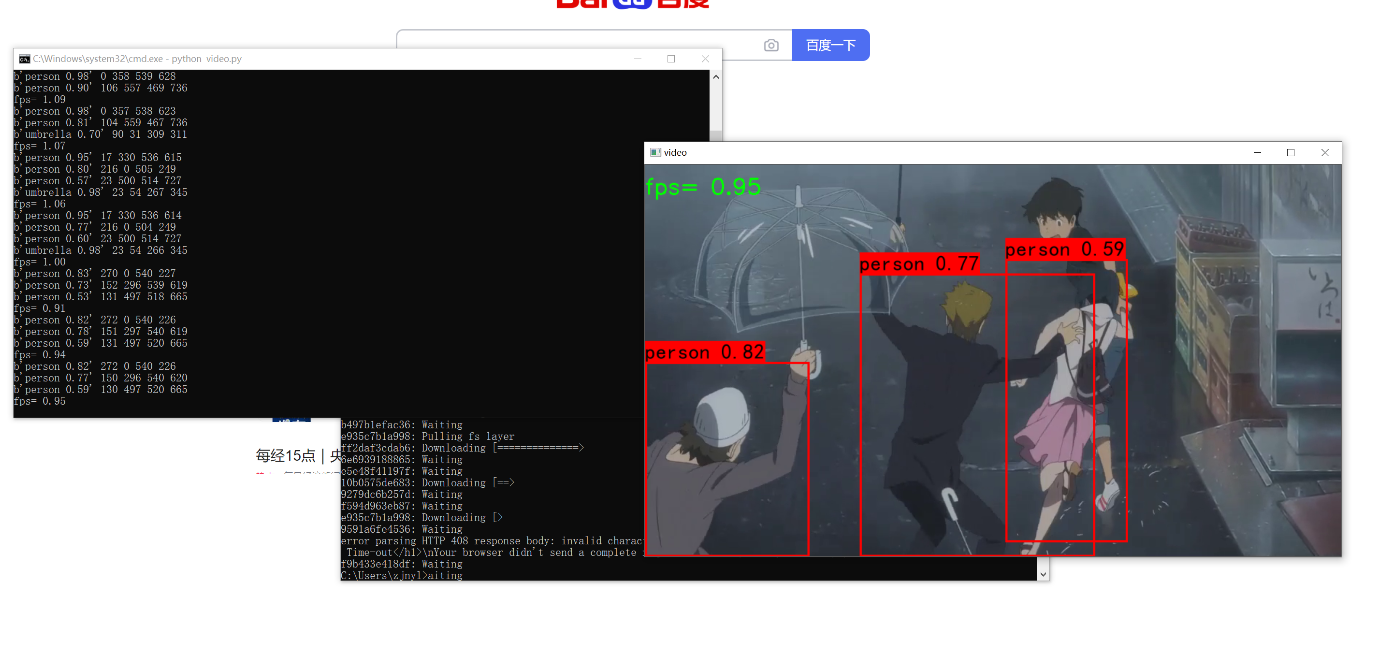 Bai 百度
百度一下
C:\Windows\system32\cmd.exe - python  video.py
b'person 0.98' 0 358 539 628
b'person 0.90' 106 557 469 736
fps= 1.09
b'person 0.98' 0 357 538 623
b'person 0.81' 104 559 467 736
b'umbrella 0.70' 90 31 309 311
fps= 1.07
b'person 0.95' 17 330 536 615
b'person 0.80' 216 0 505 249
b'person 0.57' 23 500 514 727
b'umbrella 0.98' 23 54 267 345
fps= 1.06
b'person 0.95' 17 330 536 614
b'person 0.77' 216 0 504 249
b'person 0.60' 23 500 514 727
b'umbrella 0.98' 23 54 266 345
fps= 1.00
b'person 0.83' 270 0 540 227
b'person 0.73' 152 296 539 619
b'person 0.53' 131 497 518 665
fps= 0.91
b'person 0.82' 272 0 540 226
b'person 0.78' 151 297 540 619
b'person 0.59' 131 497 520 665
fps= 0.94
b'person 0.82' 272 0 540 226
b'person 0.77' 150 296 540 620
b'person 0.59' 130 497 520 665
fps= 0.95
video
fps= 0.95
person 0.59
person 0.77
person 0.82
いろは
每经15点 | 央
b497b1efac36: Waiting
e935c7b1a998: Pulling fs layer
ff2daf3cdab6: Downloading [==============>
6e6939188865: Waiting
c5e48f41197f: Waiting
10b0575de683: Downloading [==>
9279dc6b257d: Waiting
f594d963eb87: Waiting
e935c7b1a998: Downloading [>
9591a6fc4536: Waiting
error parsing HTTP 408 response body: invalid charac
Time-out</h1>\nYour browser didn't send a complete
f9b433e418df: Waiting
C:\Users\zjnyl>aiting